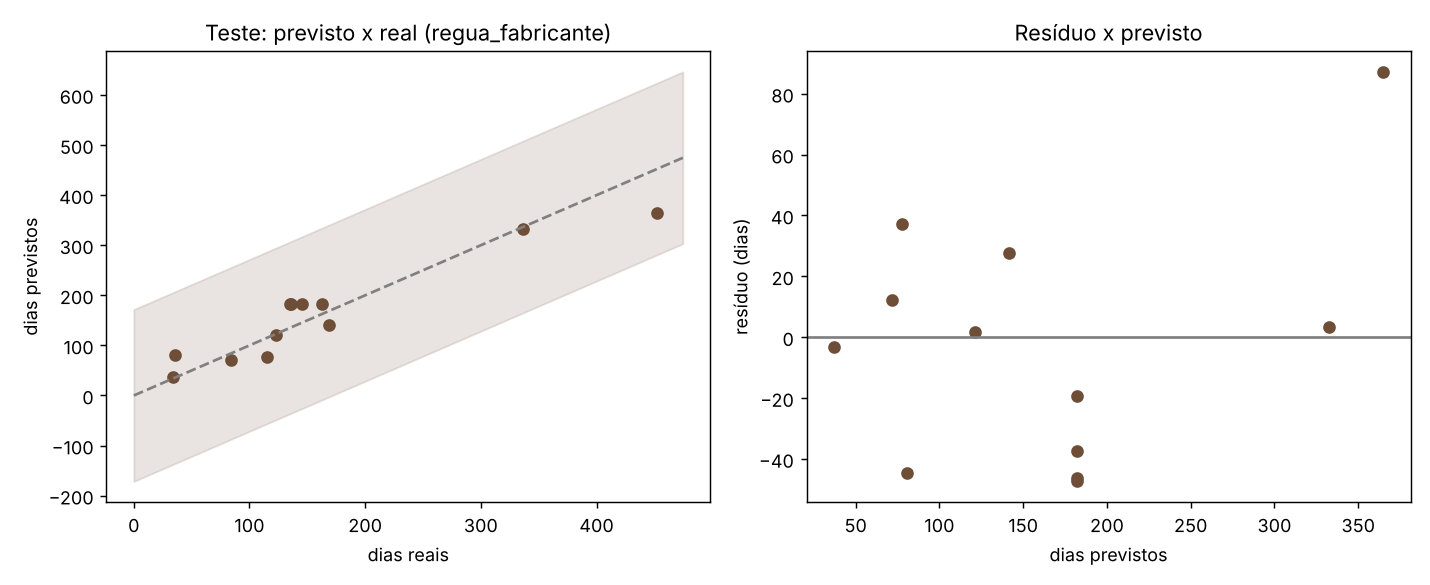 Teste: previsto x real (regua_fabricante)
600
500
400
300
200
100
0
−100
−200
dias previstos
0 100 200 300 400
dias reais
Resíduo x previsto
80
60
40
20
0
−20
−40
resíduo (dias)
50 100 150 200 250 300 350
dias previstos